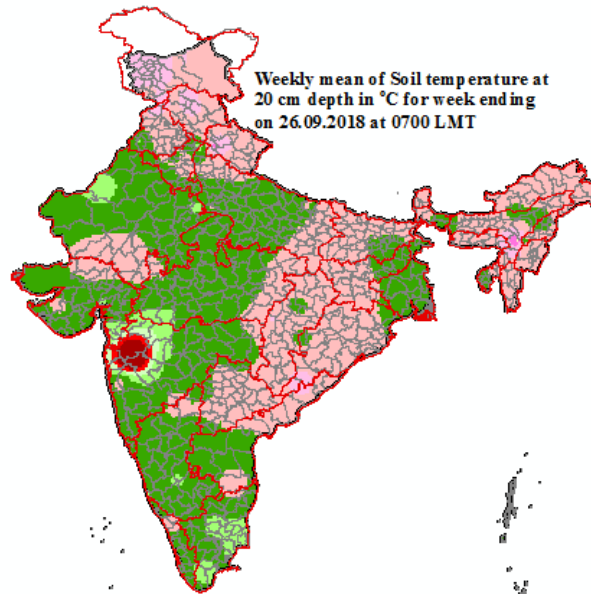 Weekly mean of Soil temperature at
20 cm depth in °C for week ending
on 26.09.2018 at 0700 LMT